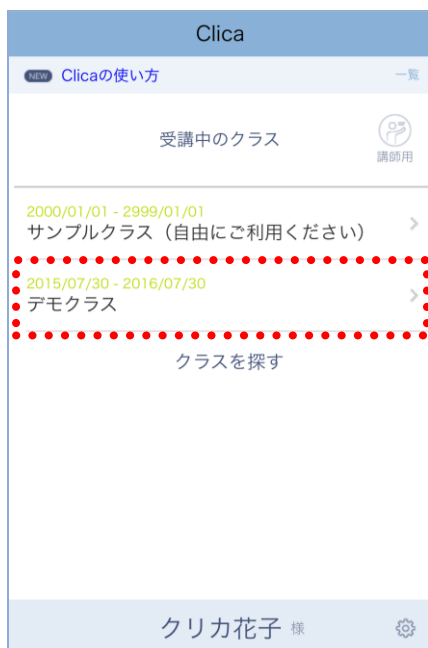 Clica
NEW Clicaの使い方 一覧
受講中のクラス
講師用
2000/01/01 - 2999/01/01
サンプルクラス（自由にご利用ください）
2015/07/30 - 2016/07/30
デモクラス
クラスを探す
クリカ花子 様